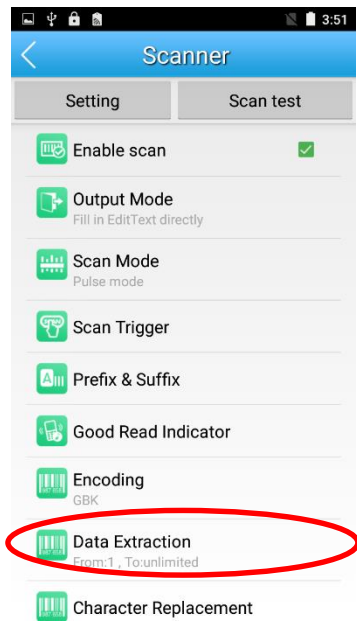 3:51
Scanner
Setting
Scan test
Enable scan
Output Mode
Fill in EditText directly
Scan Mode
Pulse mode
Scan Trigger
Prefix & Suffix
Good Read Indicator
Encoding
GBK
Data Extraction
From:1 , To:unlimited
Character Replacement